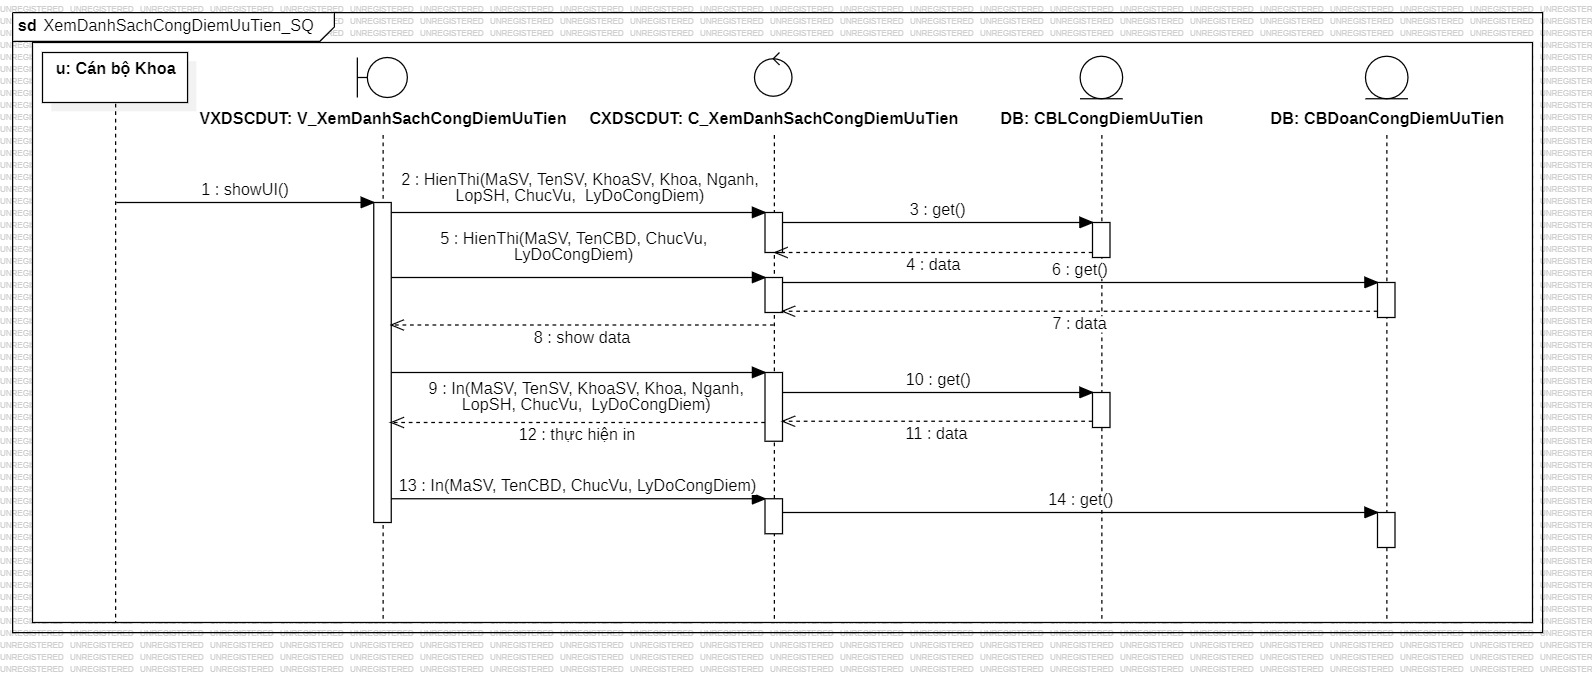 sd XemDanhSachCongDiemUuTien_SQ
u: Cán bộ Khoa
VXDSCDUT: V_XemDanhSachCongDiemUuTien
CXDSCDUT: C_XemDanhSachCongDiemUuTien
DB: CBLCongDiemUuTien
DB: CBDoanCongDiemUuTien
1 : showUI()
2 : HienThi(MaSV, TenSV, KhoaSV, Khoa, Nganh,
LopSH, ChucVu, LyDoCongDiem)
3 : get()
4 : data
5 : HienThi(MaSV, TenCBD, ChucVu,
LyDoCongDiem)
6 : get()
7 : data
8 : show data
9 : In(MaSV, TenSV, KhoaSV, Khoa, Nganh,
LopSH, ChucVu, LyDoCongDiem)
10 : get()
11 : data
12 : thực hiện in
13 : In(MaSV, TenCBD, ChucVu, LyDoCongDiem)
14 : get()
UNREGISTERED